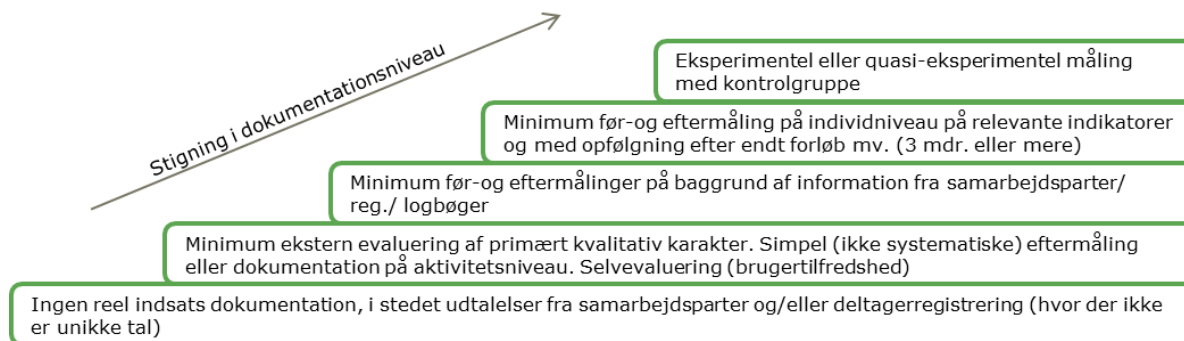 Stigning i dokumentationsniveau
Eksperimentel eller quasi-eksperimentel måling
med kontrolgruppe
Minimum før-og eftermåling på individniveau på relevante indikatorer
og med opfølgning efter endt forløb mv. (3 mdr. eller mere)
Minimum før-og eftermålinger på baggrund af information fra samarbejdsparter/
reg./ logbøger
Minimum ekstern evaluering af primært kvalitativ karakter. Simpel (ikke systematiske) eftermåling
eller dokumentation på aktivitetsniveau. Selvevaluering (brugertilfredshed)
Ingen reel indsats dokumentation, i stedet udtalelser fra samarbejdsparter og/eller deltagerregistrering (hvor der ikke
er unikke tal)